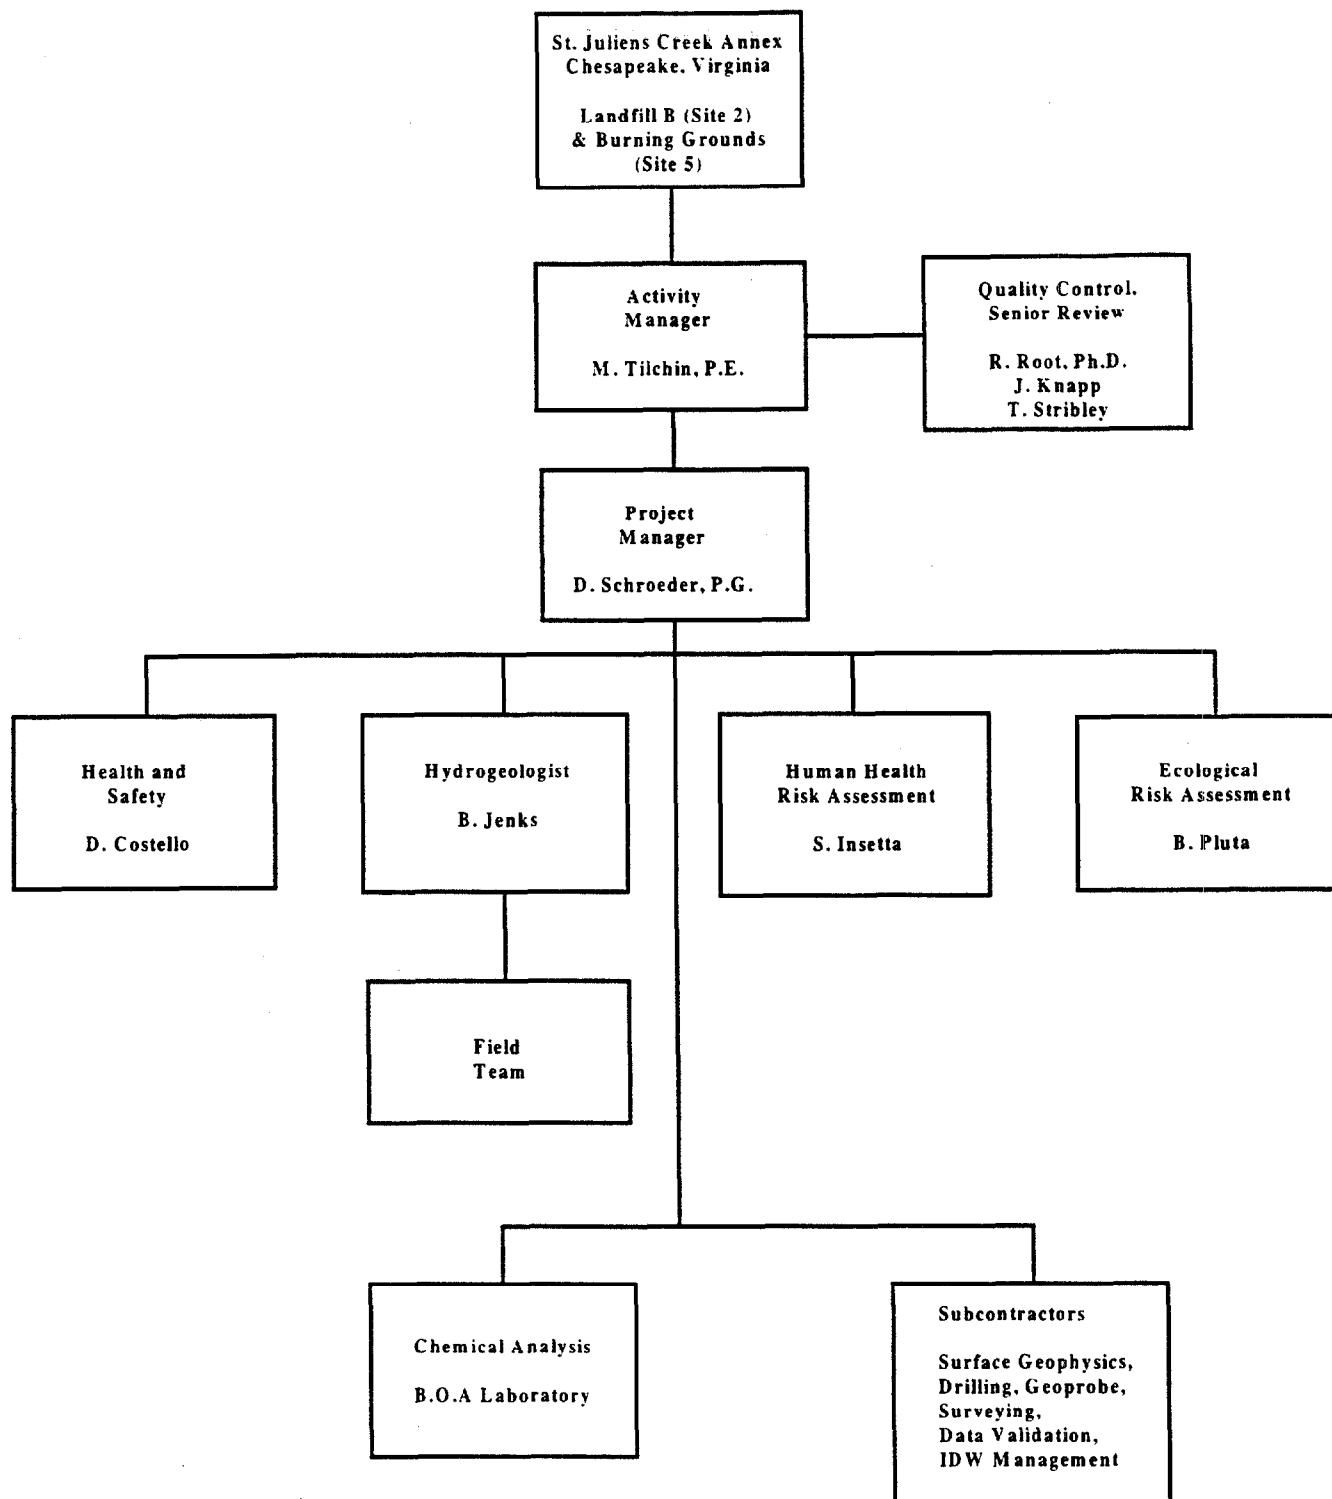 St. Juliens Creek Annex
Chesapeake, Virginia
Landfill B (Site 2)
& Burning Grounds
(Site 5)
Activity
Manager
M. Tilchin, P.E.
Quality Control,
Senior Review
R. Root, Ph.D.
J. Knapp
T. Stribley
Project
Manager
D. Schroeder, P.G.
Health and
Safety
D. Costello
Hydrogeologist
B. Jenks
Human Health
Risk Assessment
S. Insetta
Ecological
Risk Assessment
B. Pluta
Field
Team
Chemical Analysis
B.O.A Laboratory
Subcontractors
Surface Geophysics,
Drilling, Geoprobe,
Surveying,
Data Validation,
IDW Management